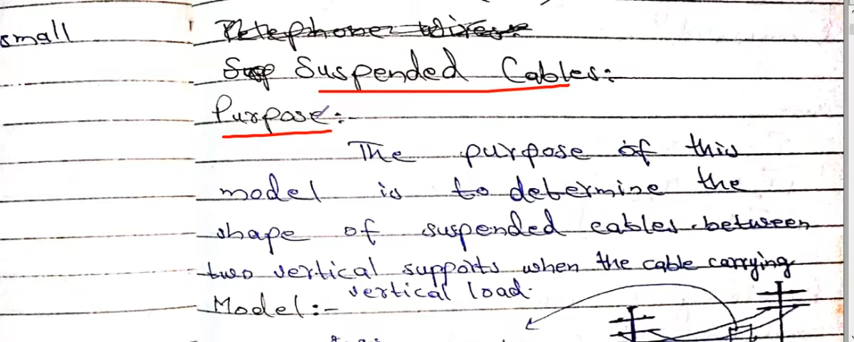 small
Telephone wires
Sup Suspended Cables:
Purpose:-
The purpose of this
model is to determine the
shape of suspended cables between
two vertical supports when the cable carrying
vertical load.
Model:-